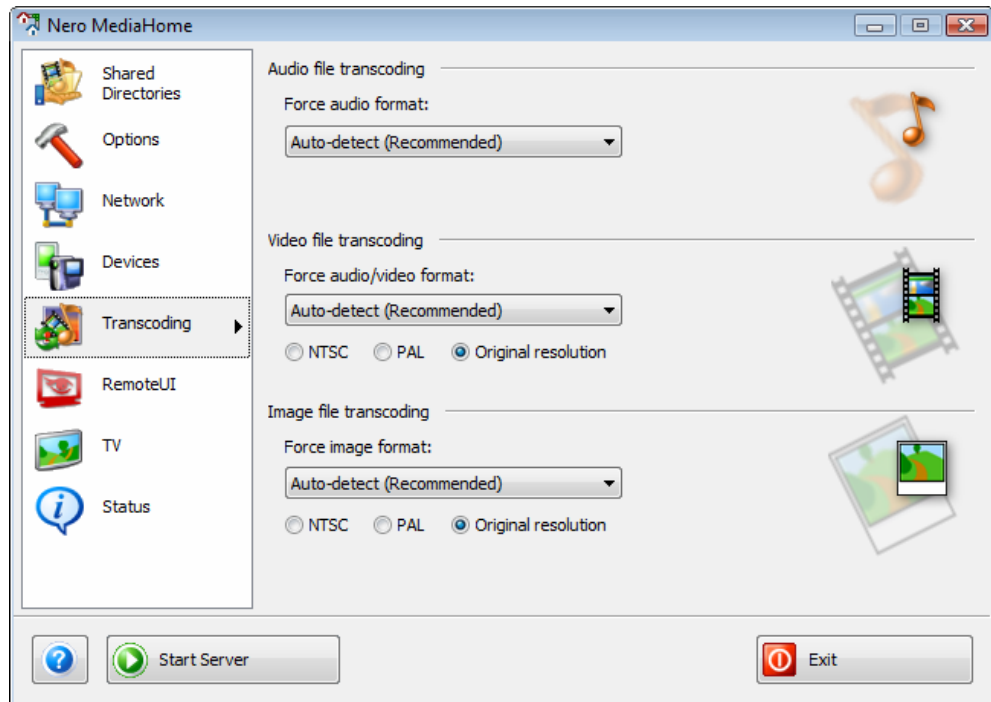 Nero MediaHome
Shared
Directories
Options
Network
Devices
Transcoding
RemoteUI
TV
Status
Audio file transcoding
Force audio format:
Auto-detect (Recommended)
Video file transcoding
Force audio/video format:
Auto-detect (Recommended)
NTSC PAL Original resolution
Image file transcoding
Force image format:
Auto-detect (Recommended)
NTSC PAL Original resolution
Start Server
Exit